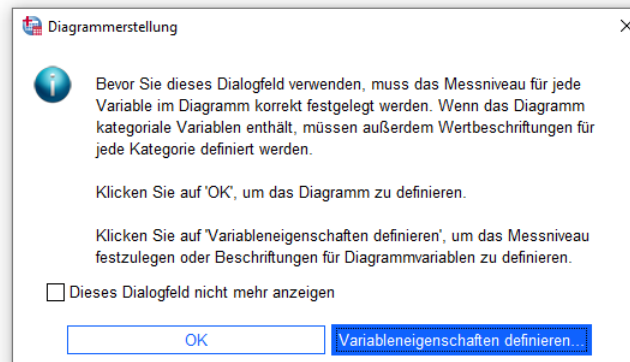 Diagrammerstellung
Bevor Sie dieses Dialogfeld verwenden, muss das Messniveau für jede
Variable im Diagramm korrekt festgelegt werden. Wenn das Diagramm
kategoriale Variablen enthält, müssen außerdem Wertbeschriftungen für
jede Kategorie definiert werden.
Klicken Sie auf 'OK', um das Diagramm zu definieren.
Klicken Sie auf 'Variableneigenschaften definieren', um das Messniveau
festzulegen oder Beschriftungen für Diagrammvariablen zu definieren.
Dieses Dialogfeld nicht mehr anzeigen
OK
Variableneigenschaften definieren...